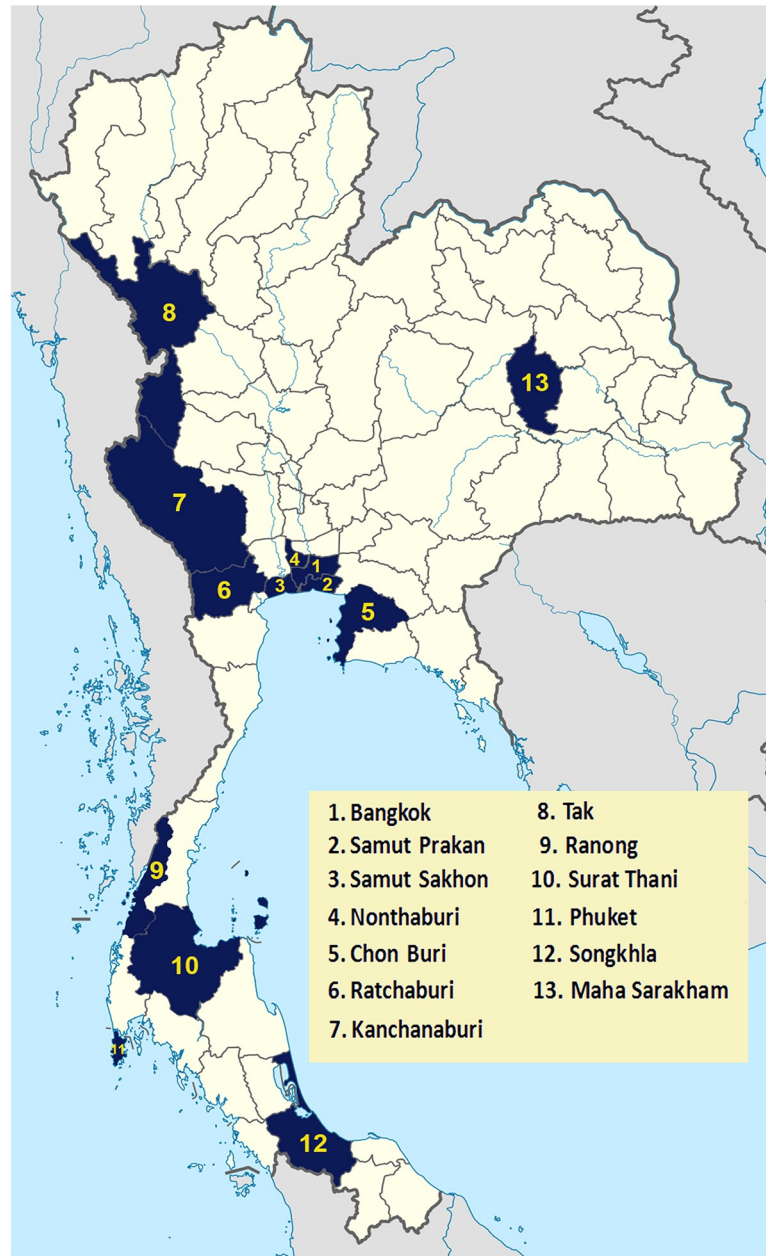 8
13
7
4
1
6
3
2
5
9
10
11
12
1. Bangkok
2. Samut Prakan
3. Samut Sakhon
4. Nonthaburi
5. Chon Buri
6. Ratchaburi
7. Kanchanaburi
8. Tak
9. Ranong
10. Surat Thani
11. Phuket
12. Songkhla
13. Maha Sarakham